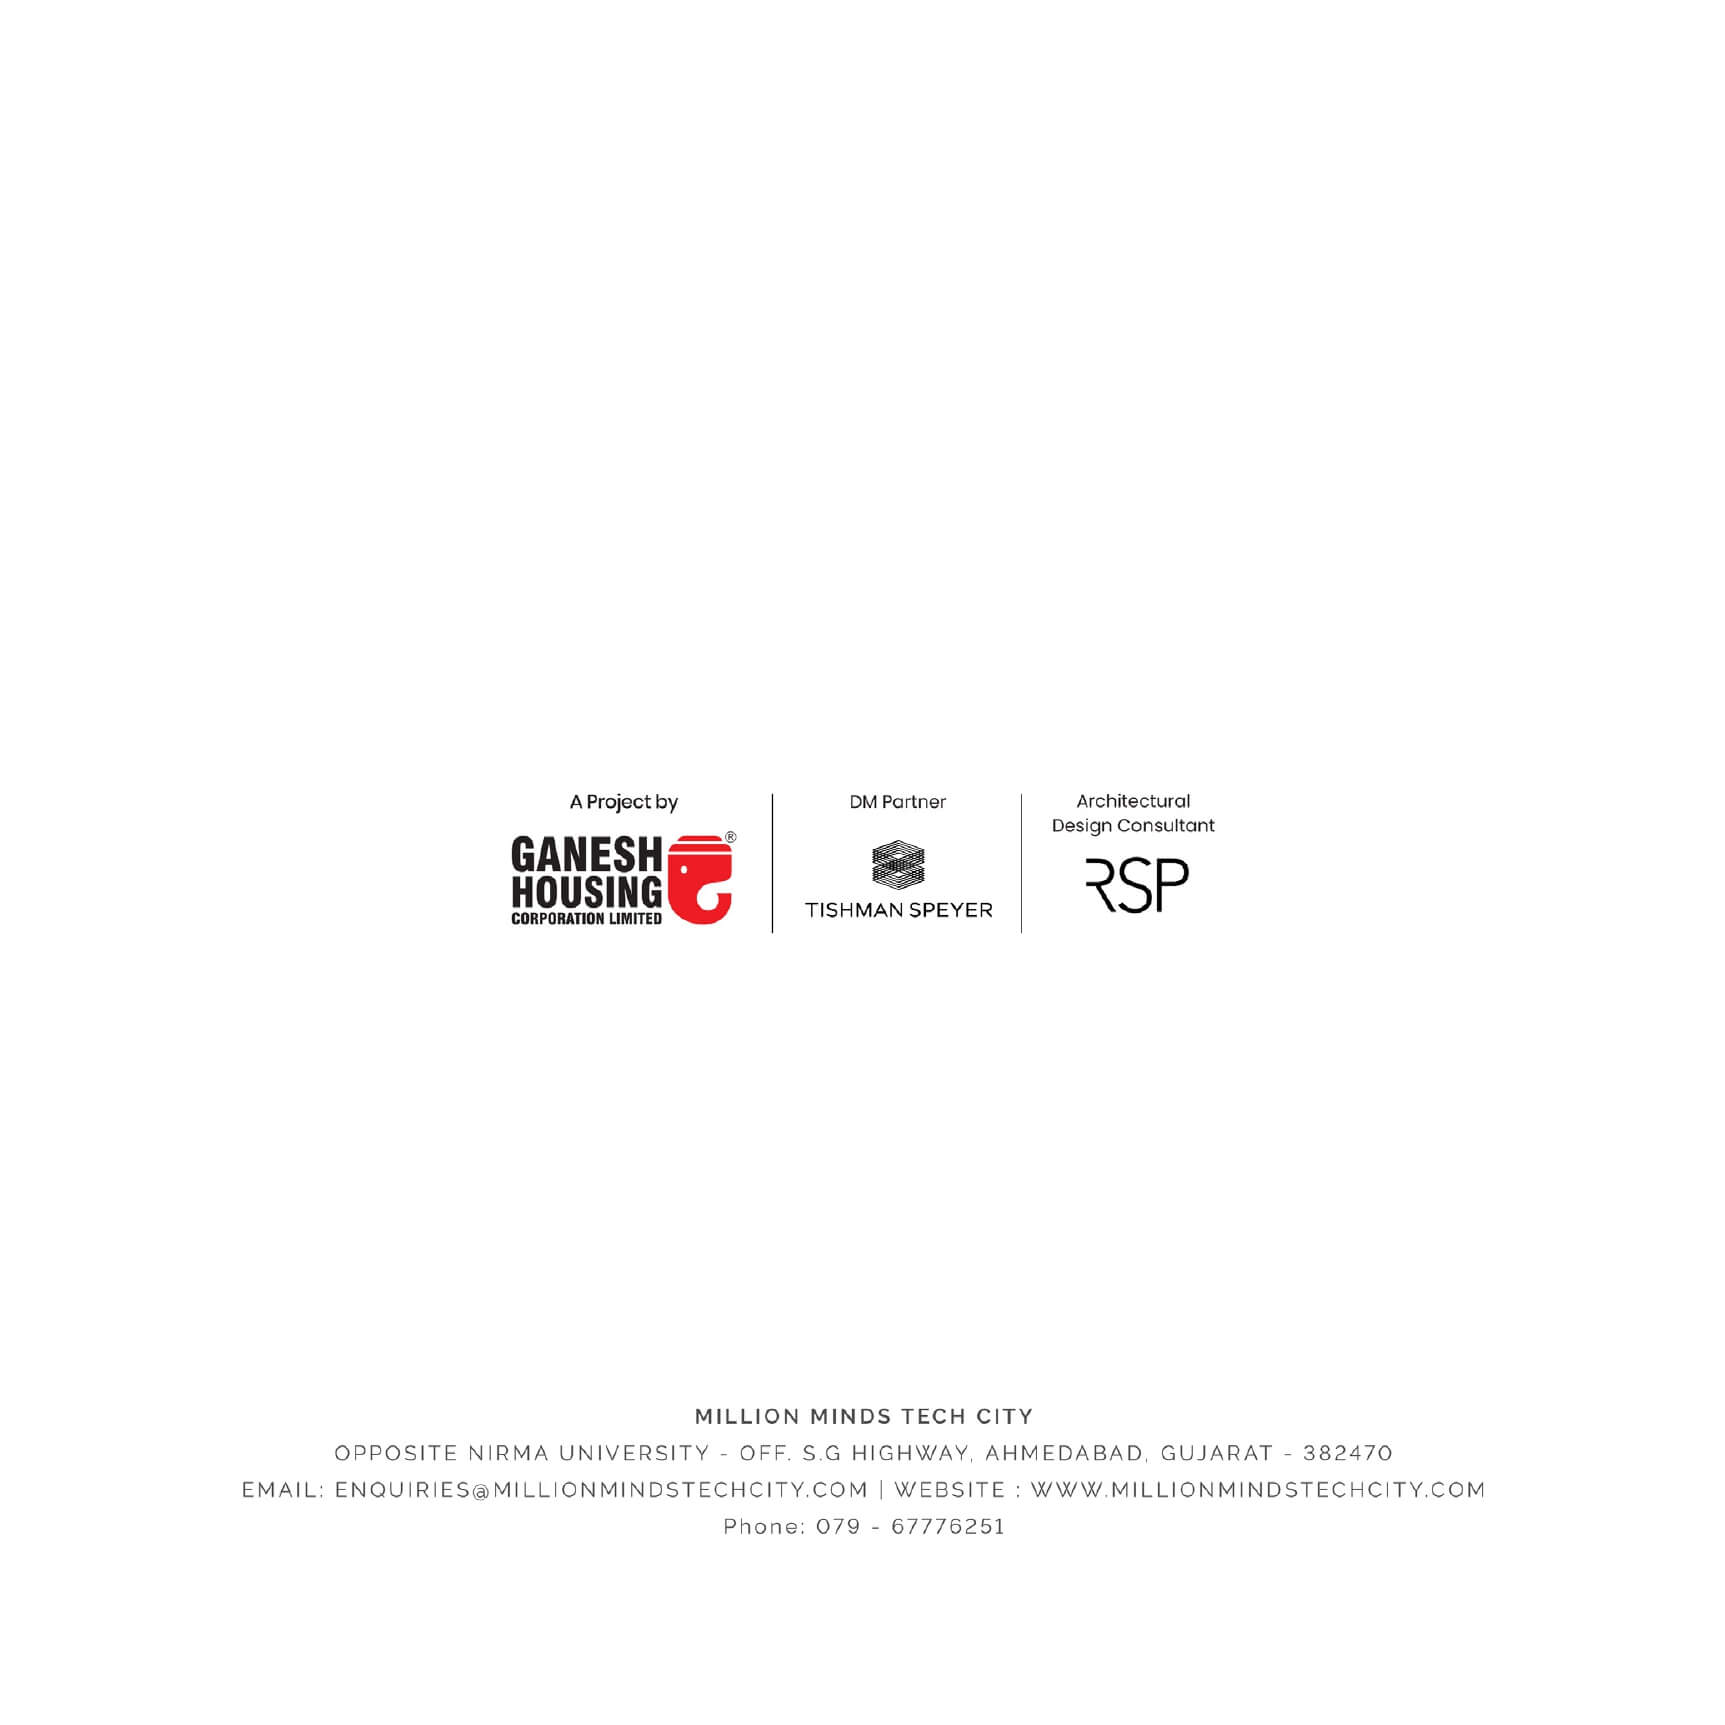 A Project by
GANESH
HOUSING
CORPORATION LIMITED
®
DM Partner
TISHMAN SPEYER
Architectural
Design Consultant
RSP
MILLION MINDS TECH CITY
OPPOSITE NIRMA UNIVERSITY - OFF. S.G HIGHWAY, AHMEDABAD, GUJARAT - 382470
EMAIL: ENQUIRIES@MILLIONMINDSTECHCITY.COM | WEBSITE : WWW.MILLIONMINDSTECHCITY.COM
Phone: 079 - 67776251